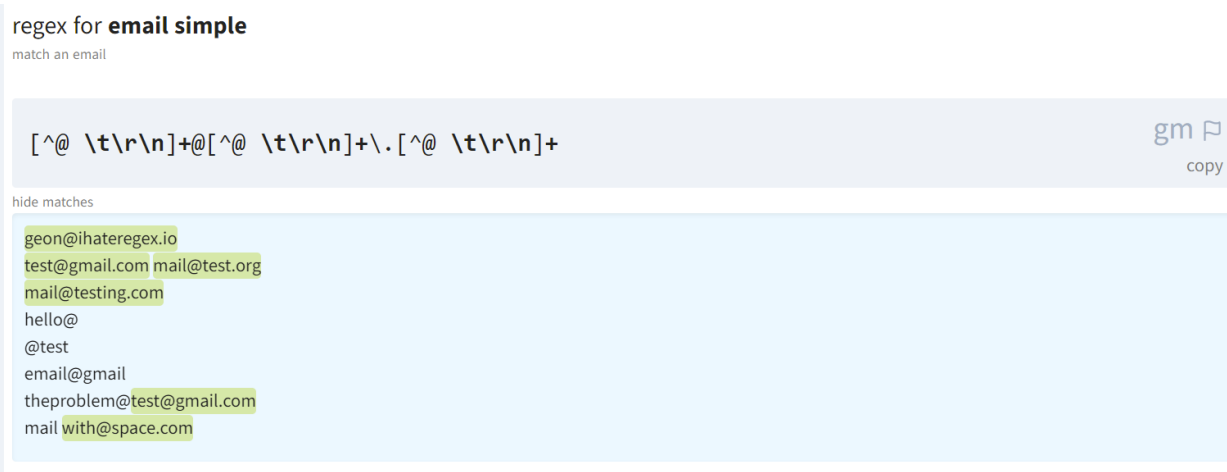 regex for email simple
match an email
[^@ \t\r\n]+@[^@ \t\r\n]+\.[^@ \t\r\n]+
gm
copy
hide matches
geon@ihateregex.io
test@gmail.com mail@test.org
mail@testing.com
hello@
@test
email@gmail
theproblem@test@gmail.com
mail with@space.com